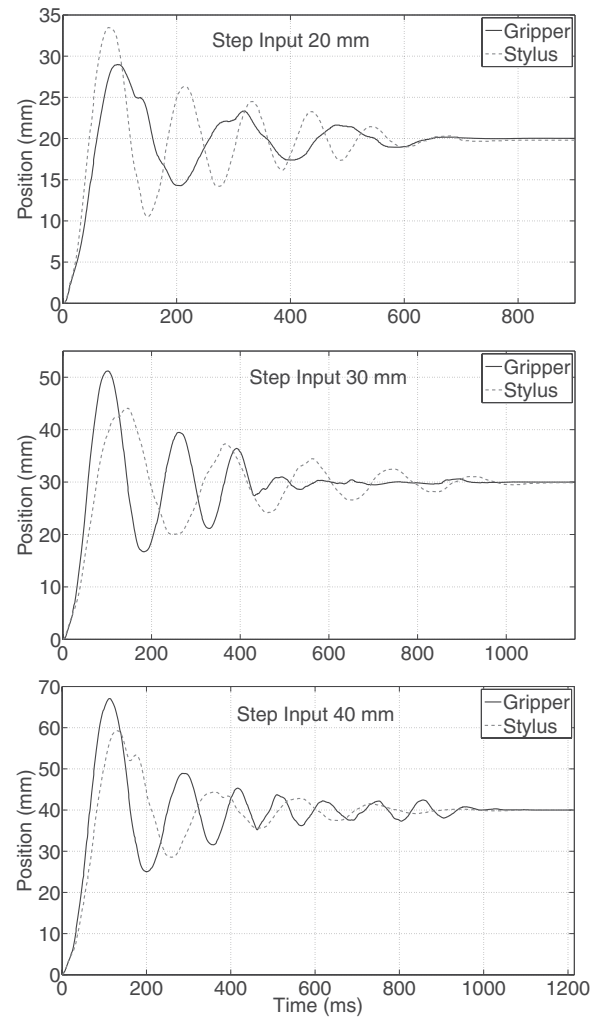 35
30
25
20
15
10
5
0
Position (mm)
Step Input 20 mm
Gripper
Stylus
0 200 400 600 800
50
40
30
20
10
0
Position (mm)
Step Input 30 mm
Gripper
Stylus
0 200 400 600 800 1000
70
60
50
40
30
20
10
0
Position (mm)
Step Input 40 mm
Gripper
Stylus
0 200 400 600 800 1000 1200
Time (ms)